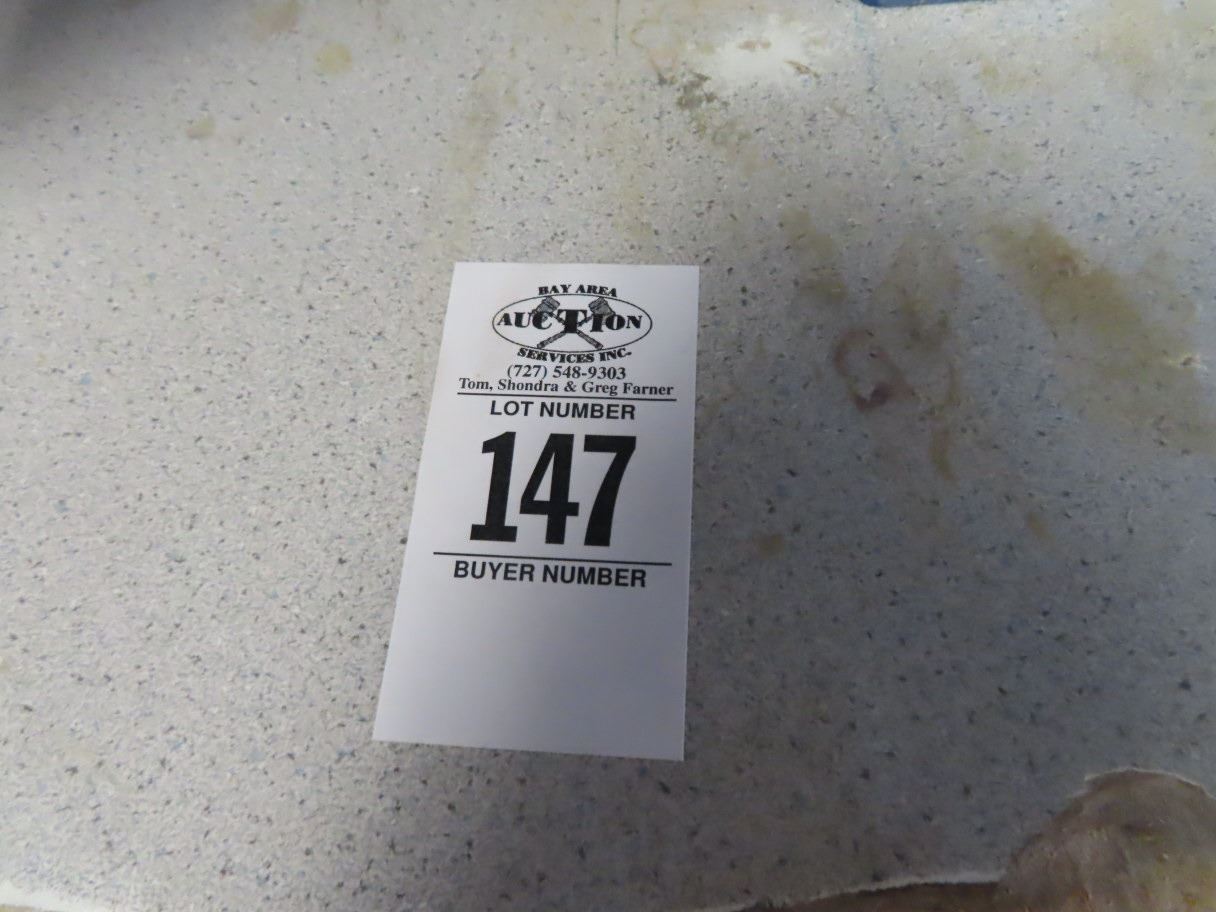 BAY AREA
AUCTION
SERVICES INC.
(727) 548-9303
Tom, Shondra & Greg Farner
LOT NUMBER
147
BUYER NUMBER